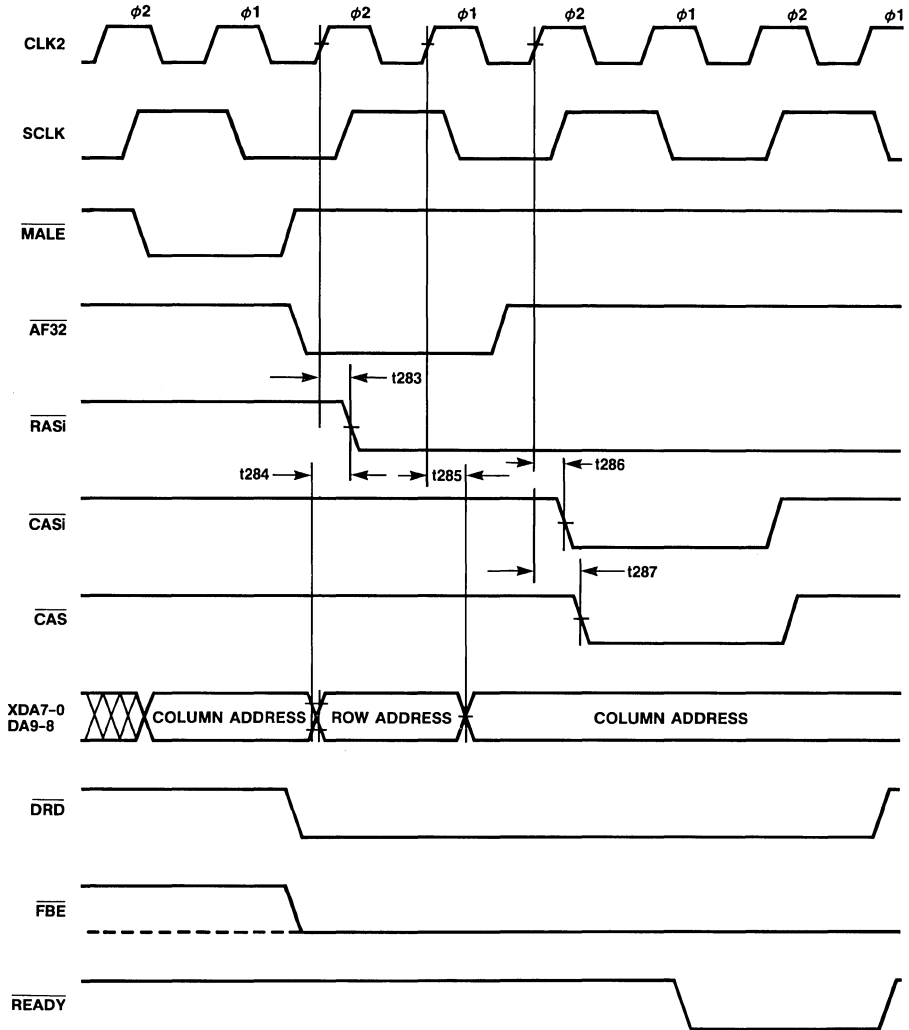 ϕ2 ϕ1 ϕ2 ϕ1 ϕ2 ϕ1 ϕ2 ϕ1
CLK2
SCLK
MALE
AF32
t283
RASi
t284 t285 t286
CASi
t287
CAS
XDA7-0
DA9-8
COLUMN ADDRESS ROW ADDRESS COLUMN ADDRESS
DRD
FBE
READY